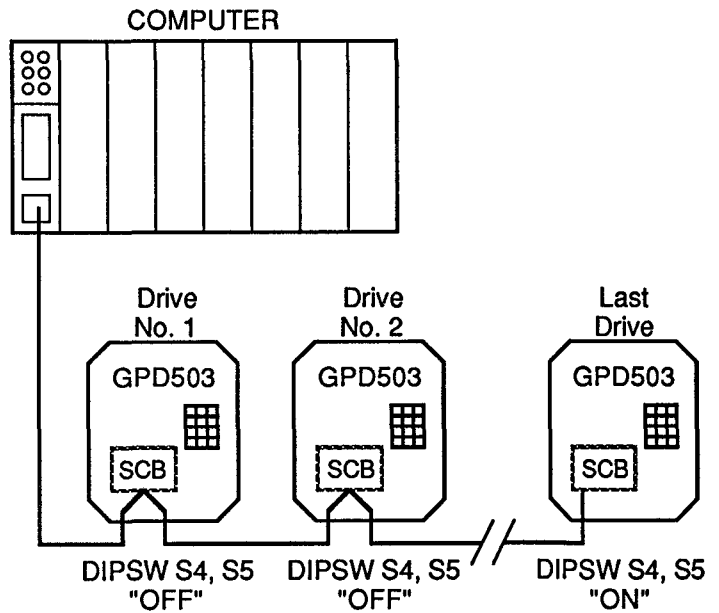 COMPUTER
Drive
No. 1
Drive
No. 2
Last
Drive
GPD503
GPD503
GPD503
SCB
SCB
SCB
DIPSW S4, S5
"OFF"
DIPSW S4, S5
"OFF"
DIPSW S4, S5
"ON"